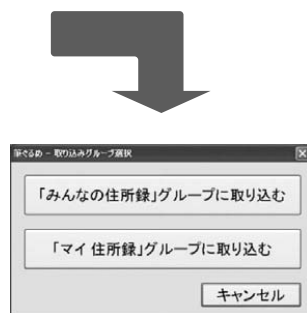 筆ぐるめ - 取り込みグループ選択
「みんなの住所録」グループに取り込む
「マイ 住所録」グループに取り込む
キャンセル